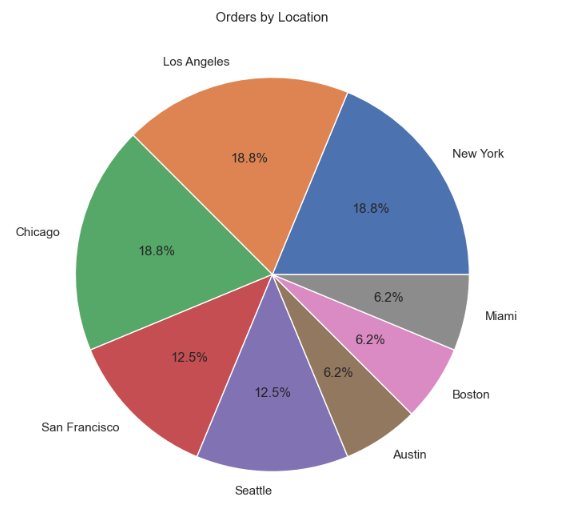 Orders by Location
Los Angeles
New York
18.8%
18.8%
Chicago
18.8%
6.2%
Miami
6.2%
12.5%
6.2%
12.5%
Boston
San Francisco
Austin
Seattle